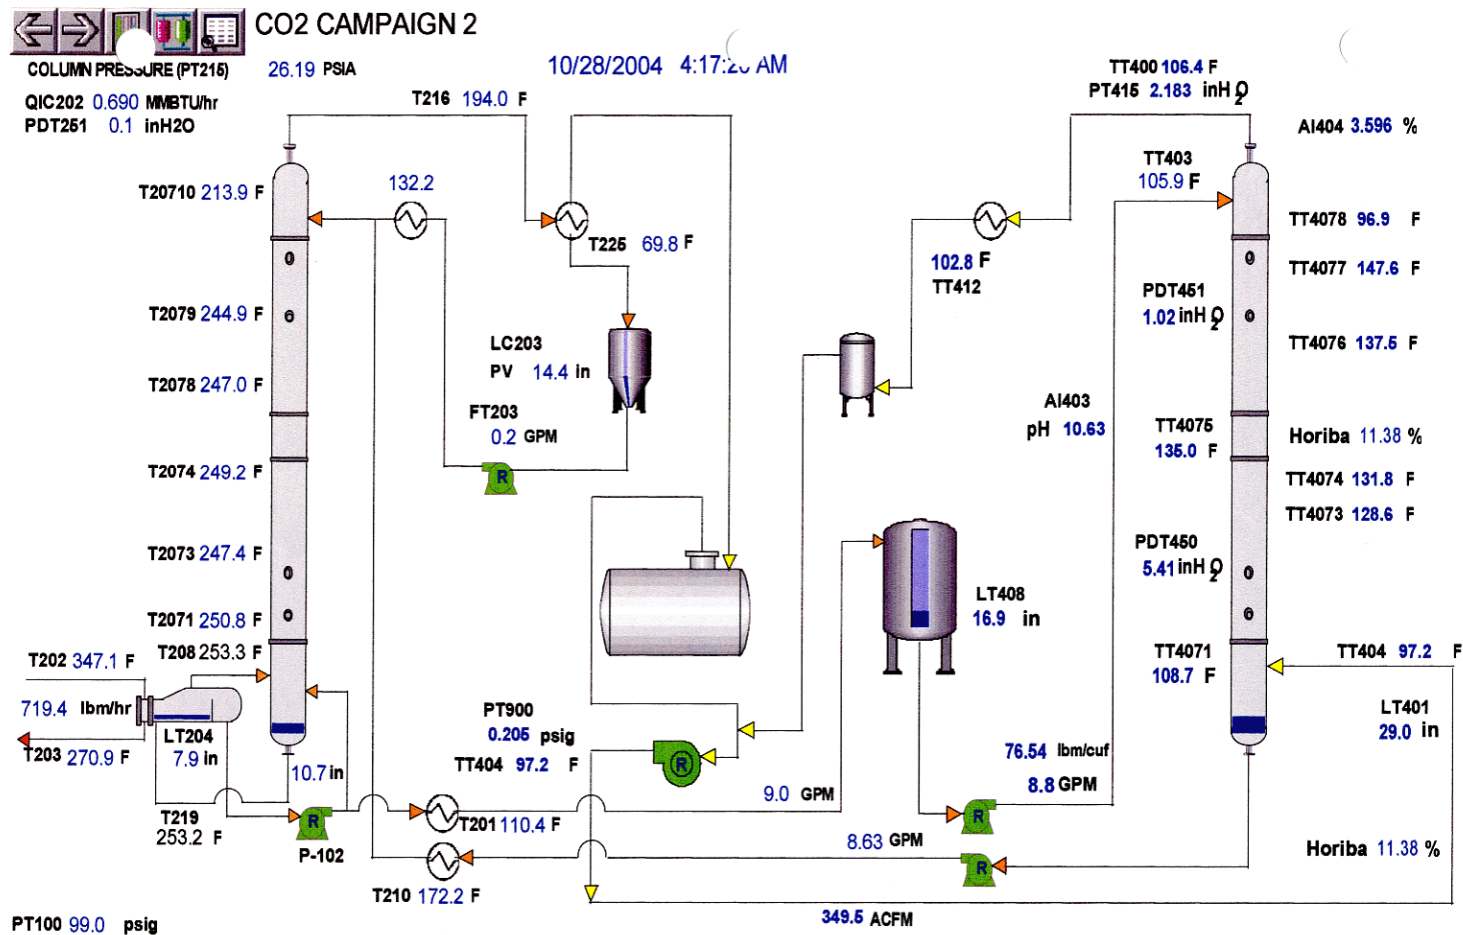 CO2 CAMPAIGN 2
COLUMN PRESSURE (PT215) 26.19 PSIA
10/28/2004 4:17:20 AM
QIC202 0.690 MMBTU/hr
PDT251 0.1 inH2O
T216 194.0 F
TT400 106.4 F
PT415 2.183 inH2O
AI404 3.596 %
T20710 213.9 F
132.2
TT403
105.9 F
T225 69.8 F
TT4078 96.9 F
102.8 F
TT412
TT4077 147.6 F
T2079 244.9 F
PDT451
1.02 inH2O
TT4076 137.5 F
LC203
PV 14.4 in
T2078 247.0 F
FT203
0.2 GPM
AI403
pH 10.63
TT4075
135.0 F
Horiba 11.38 %
T2074 249.2 F
R
TT4074 131.8 F
TT4073 128.6 F
T2073 247.4 F
PDT450
5.41 inH2O
LT408
16.9 in
T2071 250.8 F
T208 253.3 F
TT4071
108.7 F
TT404 97.2 F
T202 347.1 F
719.4 lbm/hr
T203 270.9 F
LT204
7.9 in
10.7 in
PT900
0.205 psig
TT404 97.2 F
R
LT401
29.0 in
76.54 lbm/cuf
8.8 GPM
9.0 GPM
T219
253.2 F
R
P-102
T201 110.4 F
R
8.63 GPM
R
Horiba 11.38 %
T210 172.2 F
349.5 ACFM
PT100 99.0 psig